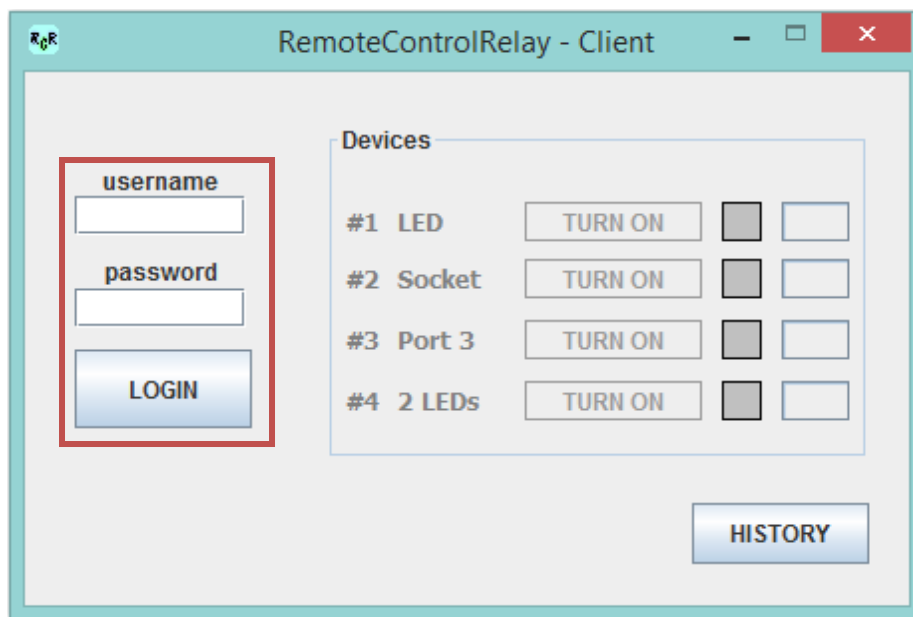 RCR RemoteControlRelay - Client
username
password
LOGIN
Devices
#1 LED TURN ON
#2 Socket TURN ON
#3 Port 3 TURN ON
#4 2 LEDs TURN ON
HISTORY